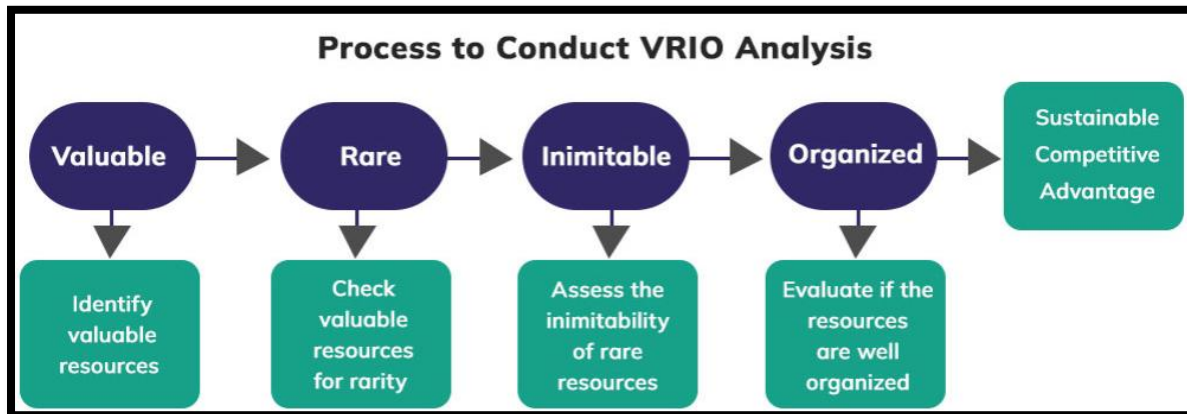 Process to Conduct VRIO Analysis
Valuable
Rare
Inimitable
Organized
Sustainable
Competitive
Advantage
Identify
valuable
resources
Check
valuable
resources
for rarity
Assess the
inimitability
of rare
resources
Evaluate if the
resources
are well
organized